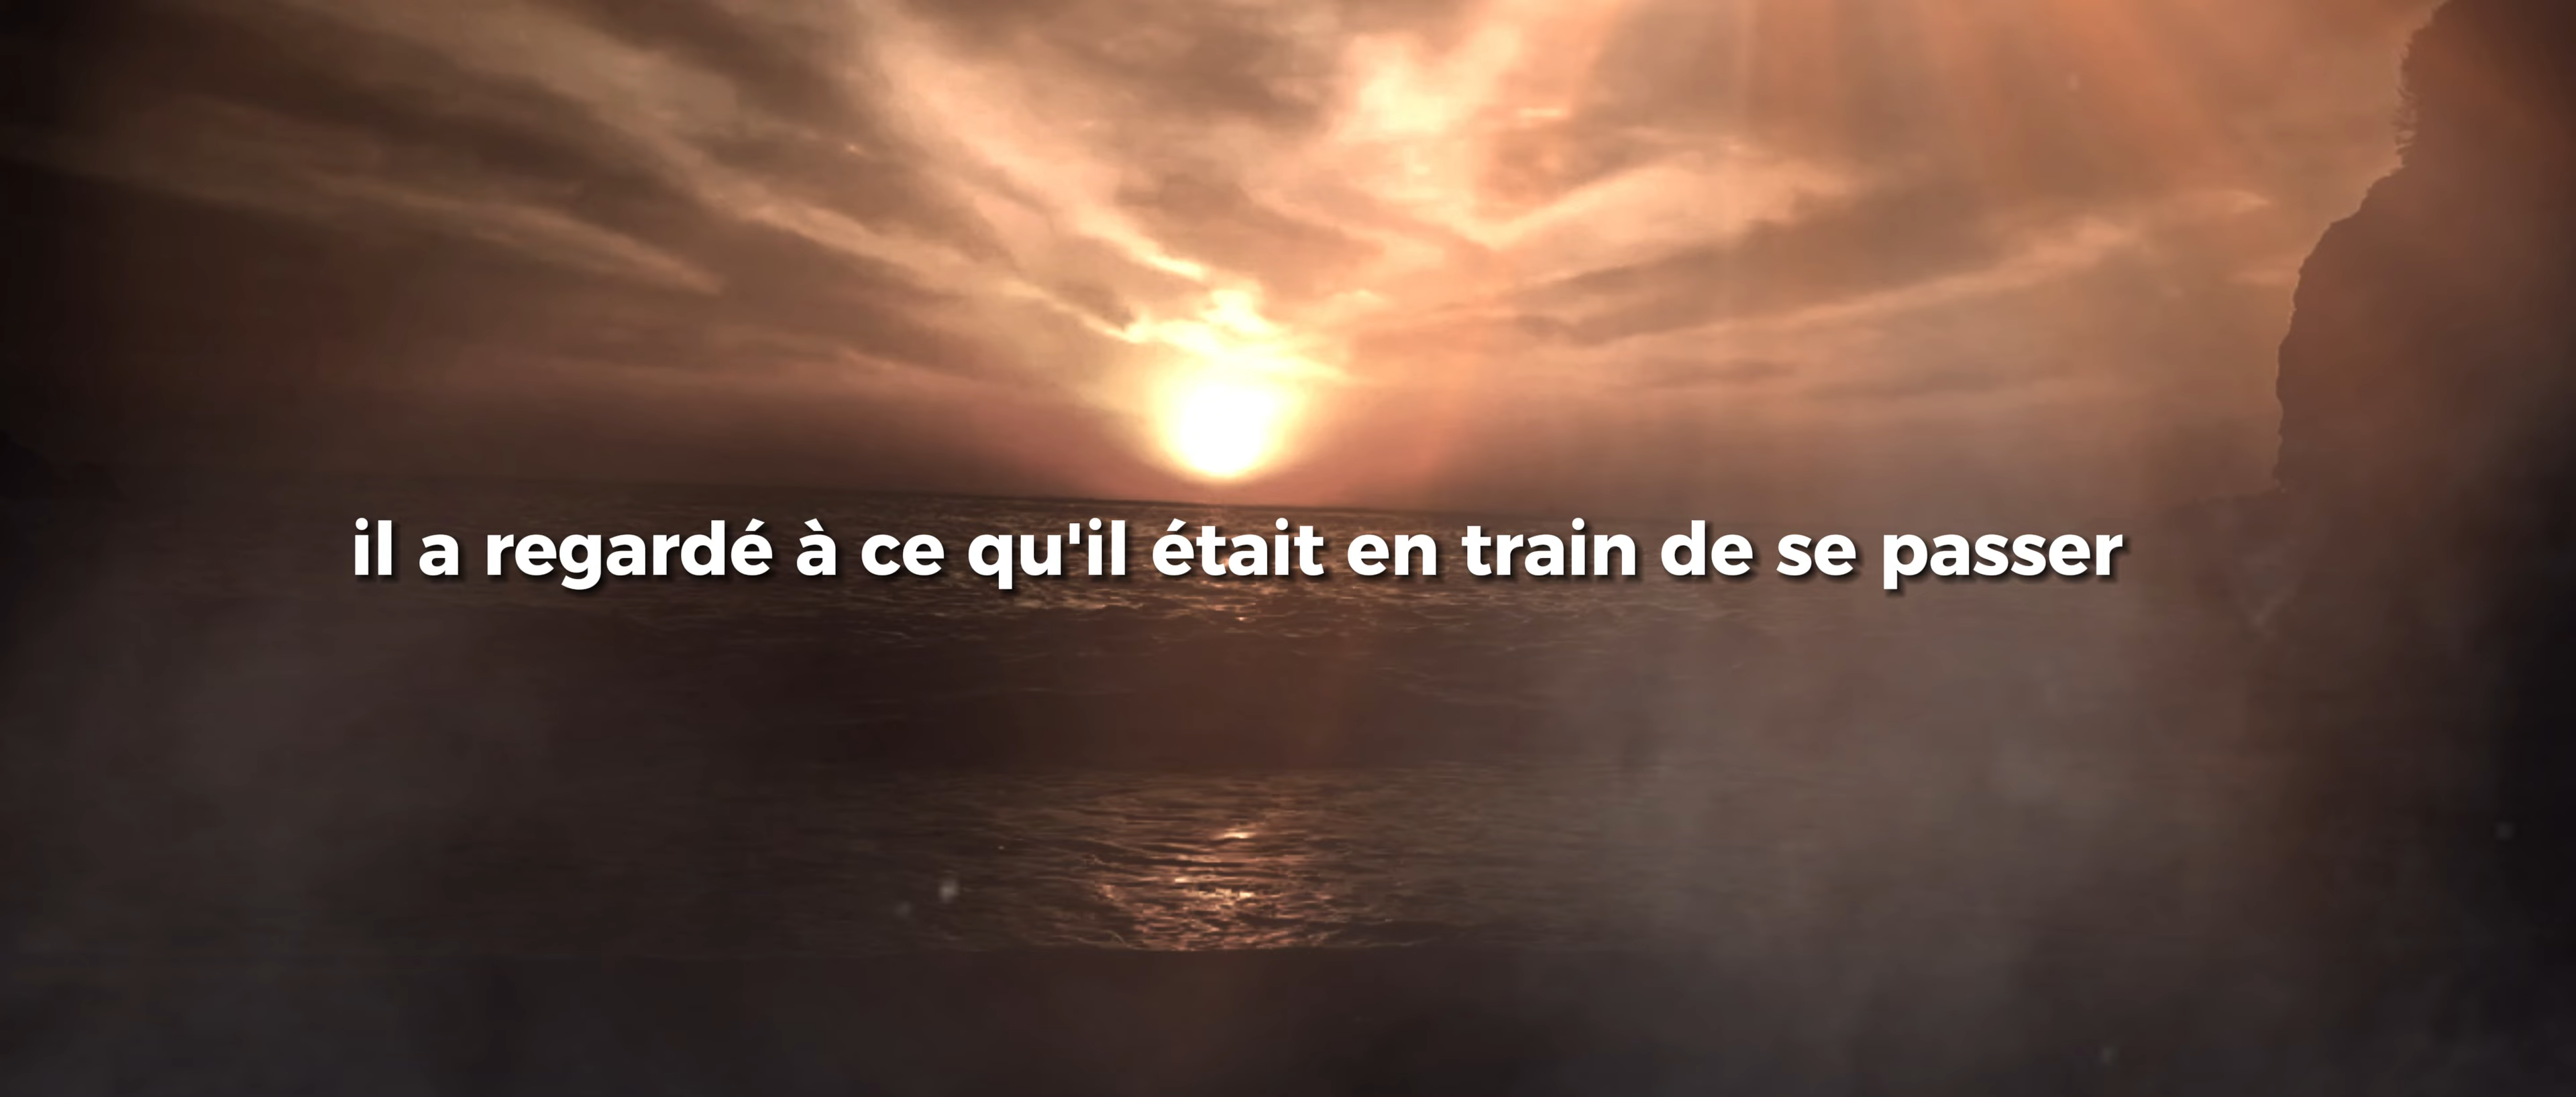 il a regardé à ce qu'il était en train de se passer